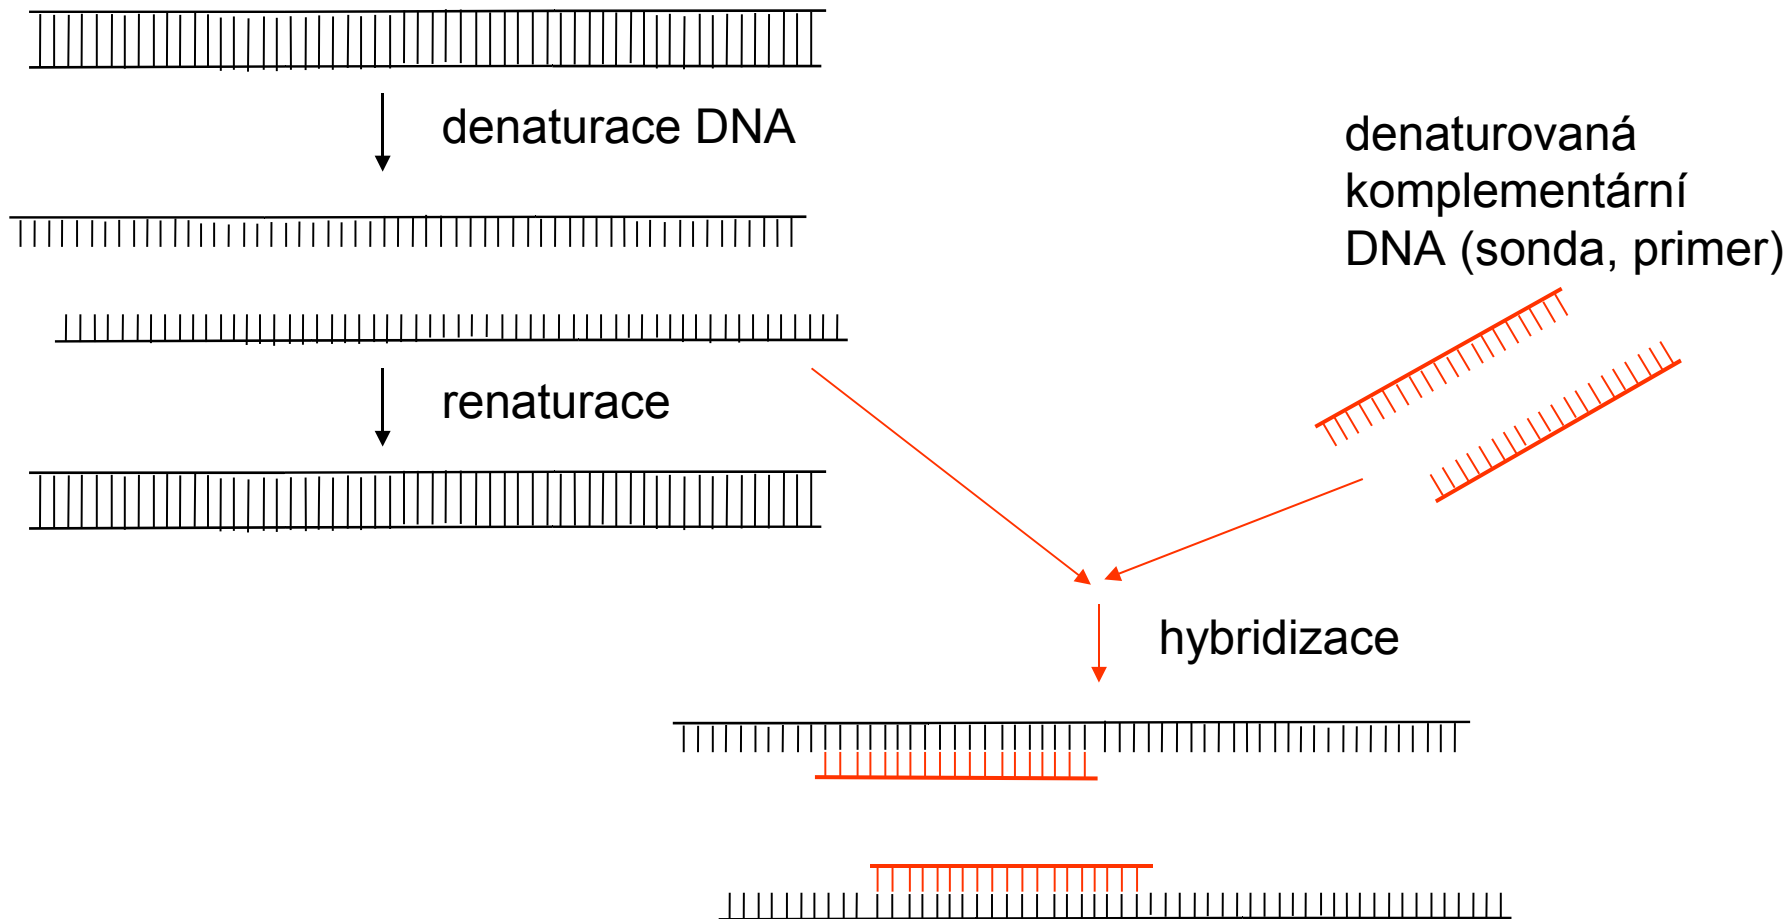 denaturace DNA
denaturovaná
komplementární
DNA (sonda, primer)
renaturace
hybridizace